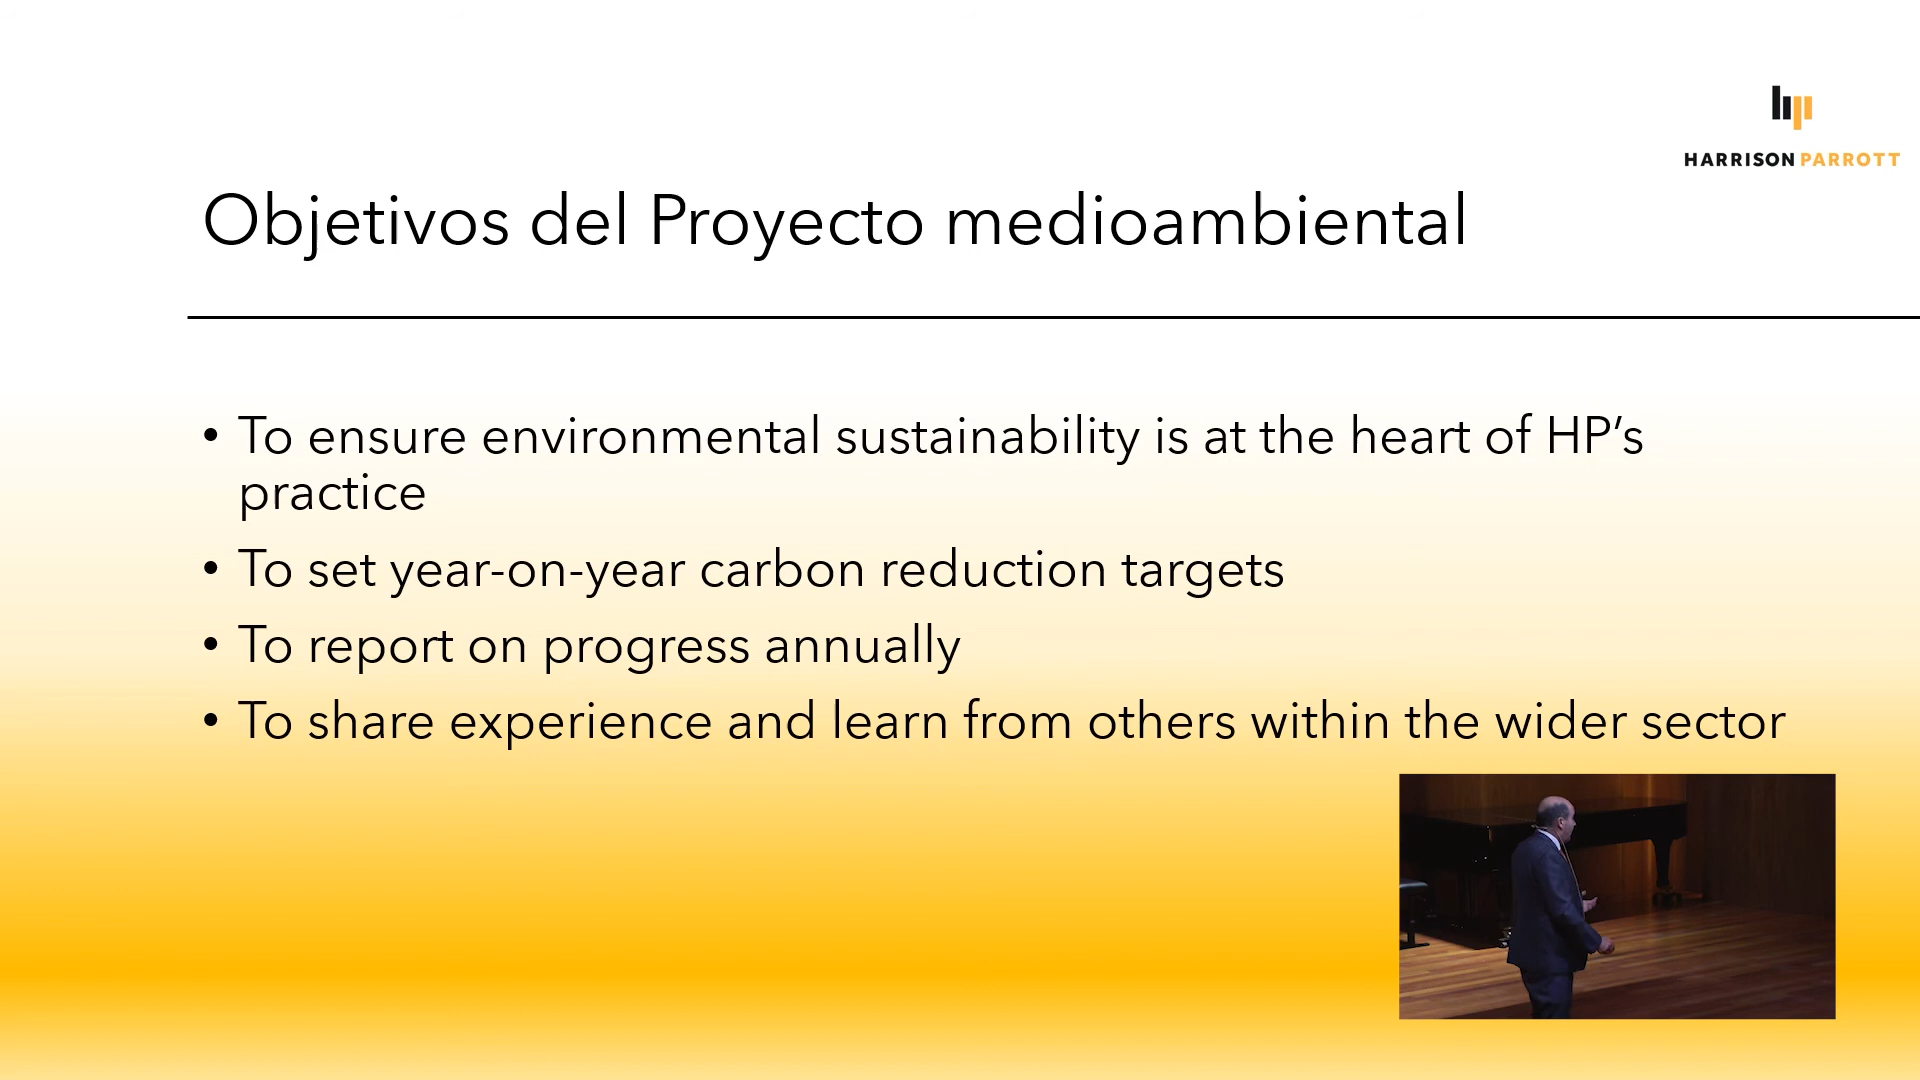 HARRISON PARROTT
Objetivos del Proyecto medioambiental
• To ensure environmental sustainability is at the heart of HP’s
practice
• To set year-on-year carbon reduction targets
• To report on progress annually
• To share experience and learn from others within the wider sector